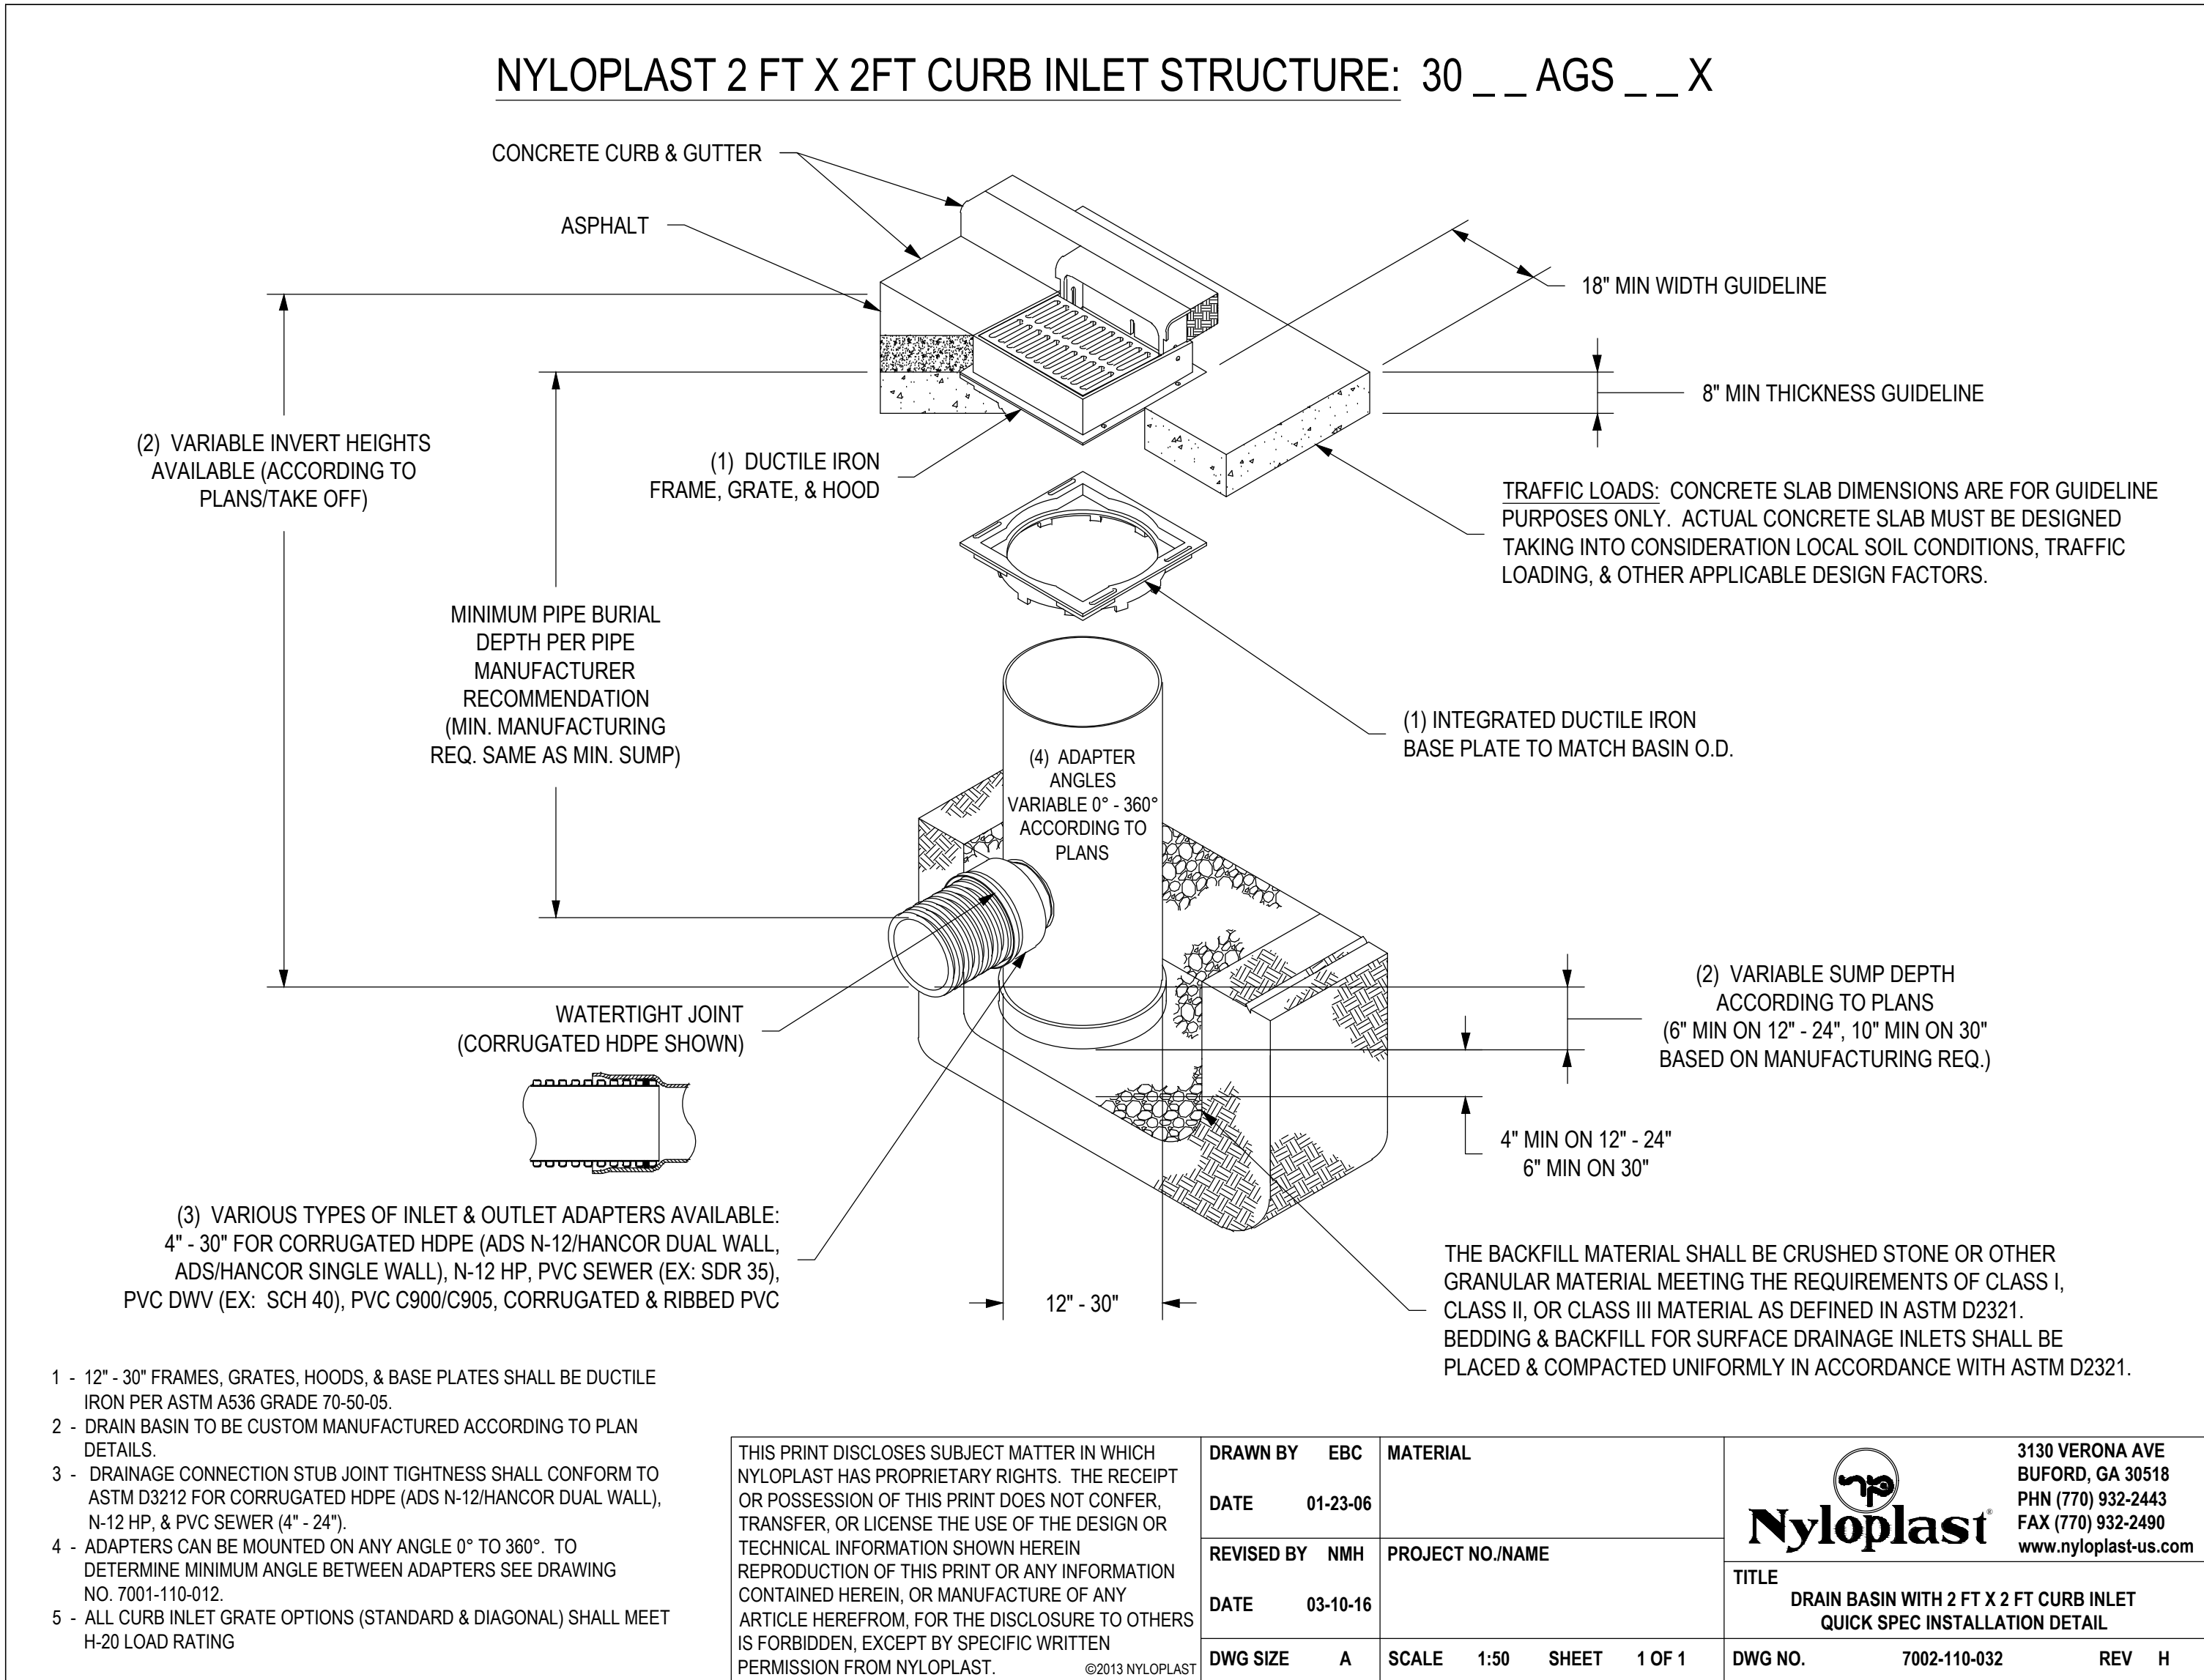 NYLOPLAST 2 FT X 2FT CURB INLET STRUCTURE: 30 _ _ AGS _ _ X
CONCRETE CURB & GUTTER
ASPHALT
18" MIN WIDTH GUIDELINE
8" MIN THICKNESS GUIDELINE
(2) VARIABLE INVERT HEIGHTS
AVAILABLE (ACCORDING TO
PLANS/TAKE OFF)
(1) DUCTILE IRON
FRAME, GRATE, & HOOD
TRAFFIC LOADS: CONCRETE SLAB DIMENSIONS ARE FOR GUIDELINE
PURPOSES ONLY. ACTUAL CONCRETE SLAB MUST BE DESIGNED
TAKING INTO CONSIDERATION LOCAL SOIL CONDITIONS, TRAFFIC
LOADING, & OTHER APPLICABLE DESIGN FACTORS.
MINIMUM PIPE BURIAL
DEPTH PER PIPE
MANUFACTURER
RECOMMENDATION
(MIN. MANUFACTURING
REQ. SAME AS MIN. SUMP)
(1) INTEGRATED DUCTILE IRON
BASE PLATE TO MATCH BASIN O.D.
(4) ADAPTER
ANGLES
VARIABLE 0° - 360°
ACCORDING TO
PLANS
WATERTIGHT JOINT
(CORRUGATED HDPE SHOWN)
(2) VARIABLE SUMP DEPTH
ACCORDING TO PLANS
(6" MIN ON 12" - 24", 10" MIN ON 30"
BASED ON MANUFACTURING REQ.)
4" MIN ON 12" - 24"
6" MIN ON 30"
(3) VARIOUS TYPES OF INLET & OUTLET ADAPTERS AVAILABLE:
4" - 30" FOR CORRUGATED HDPE (ADS N-12/HANCOR DUAL WALL,
ADS/HANCOR SINGLE WALL), N-12 HP, PVC SEWER (EX: SDR 35),
PVC DWV (EX: SCH 40), PVC C900/C905, CORRUGATED & RIBBED PVC
12" - 30"
THE BACKFILL MATERIAL SHALL BE CRUSHED STONE OR OTHER
GRANULAR MATERIAL MEETING THE REQUIREMENTS OF CLASS I,
CLASS II, OR CLASS III MATERIAL AS DEFINED IN ASTM D2321.
BEDDING & BACKFILL FOR SURFACE DRAINAGE INLETS SHALL BE
PLACED & COMPACTED UNIFORMLY IN ACCORDANCE WITH ASTM D2321.
1 - 12" - 30" FRAMES, GRATES, HOODS, & BASE PLATES SHALL BE DUCTILE
IRON PER ASTM A536 GRADE 70-50-05.
2 - DRAIN BASIN TO BE CUSTOM MANUFACTURED ACCORDING TO PLAN
DETAILS.
3 - DRAINAGE CONNECTION STUB JOINT TIGHTNESS SHALL CONFORM TO
ASTM D3212 FOR CORRUGATED HDPE (ADS N-12/HANCOR DUAL WALL),
N-12 HP, & PVC SEWER (4" - 24").
4 - ADAPTERS CAN BE MOUNTED ON ANY ANGLE 0° TO 360°. TO
DETERMINE MINIMUM ANGLE BETWEEN ADAPTERS SEE DRAWING
NO. 7001-110-012.
5 - ALL CURB INLET GRATE OPTIONS (STANDARD & DIAGONAL) SHALL MEET
H-20 LOAD RATING
THIS PRINT DISCLOSES SUBJECT MATTER IN WHICH
NYLOPLAST HAS PROPRIETARY RIGHTS. THE RECEIPT
OR POSSESSION OF THIS PRINT DOES NOT CONFER,
TRANSFER, OR LICENSE THE USE OF THE DESIGN OR
TECHNICAL INFORMATION SHOWN HEREIN
REPRODUCTION OF THIS PRINT OR ANY INFORMATION
CONTAINED HEREIN, OR MANUFACTURE OF ANY
ARTICLE HEREFROM, FOR THE DISCLOSURE TO OTHERS
IS FORBIDDEN, EXCEPT BY SPECIFIC WRITTEN
PERMISSION FROM NYLOPLAST. ©2013 NYLOPLAST
DRAWN BY EBC
DATE 01-23-06
REVISED BY NMH
DATE 03-10-16
DWG SIZE A
MATERIAL
PROJECT NO./NAME
SCALE 1:50 SHEET 1 OF 1
Nyloplast®
3130 VERONA AVE
BUFORD, GA 30518
PHN (770) 932-2443
FAX (770) 932-2490
www.nyloplast-us.com
TITLE
DRAIN BASIN WITH 2 FT X 2 FT CURB INLET
QUICK SPEC INSTALLATION DETAIL
DWG NO. 7002-110-032 REV H